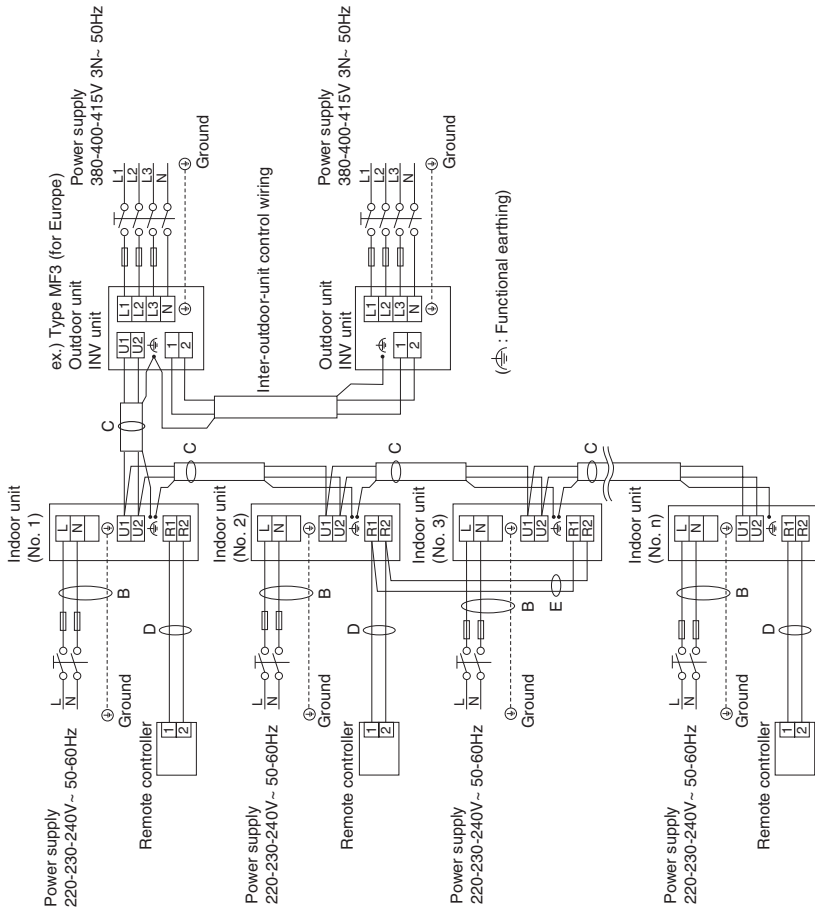 ex.) Type MF3 (for Europe)
Outdoor unit
INV unit
Power supply
380-400-415V 3N~ 50Hz
L1
L2
L3
N
L1
L2
L3
N
Ground
U1
U2
1
2
Inter-outdoor-unit control wiring
Outdoor unit
INV unit
Power supply
380-400-415V 3N~ 50Hz
L1
L2
L3
N
L1
L2
L3
N
Ground
1
2
( : Functional earthing)
C
Indoor unit
(No. 1)
L
N
U1
U2
R1
R2
B
D
L
N
Ground
Power supply
220-230-240V~ 50-60Hz
Remote controller
1
2
C
Indoor unit
(No. 2)
L
N
U1
U2
R1
R2
B
D
L
N
Ground
Power supply
220-230-240V~ 50-60Hz
Remote controller
1
2
C
Indoor unit
(No. 3)
L
N
U1
U2
R1
R2
B
E
L
N
Ground
Power supply
220-230-240V~ 50-60Hz
C
Indoor unit
(No. n)
L
N
U1
U2
R1
R2
B
D
L
N
Ground
Power supply
220-230-240V~ 50-60Hz
Remote controller
1
2